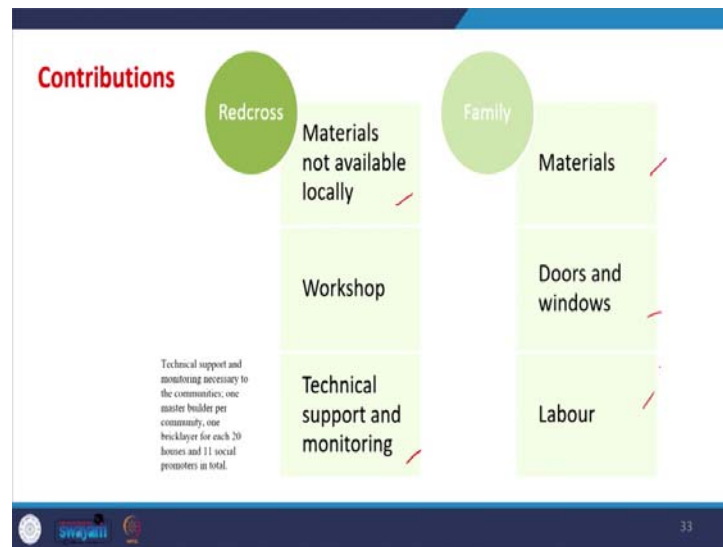 Contributions
Redcross
Materials
not available
locally
Workshop
Technical
support and
monitoring
Family
Materials
Doors and
windows
Labour
Technical support and
monitoring necessary to
the communities; one
master builder per
community, one
bricklayer for each 20
houses and 11 social
promoters in total.
swayam
33